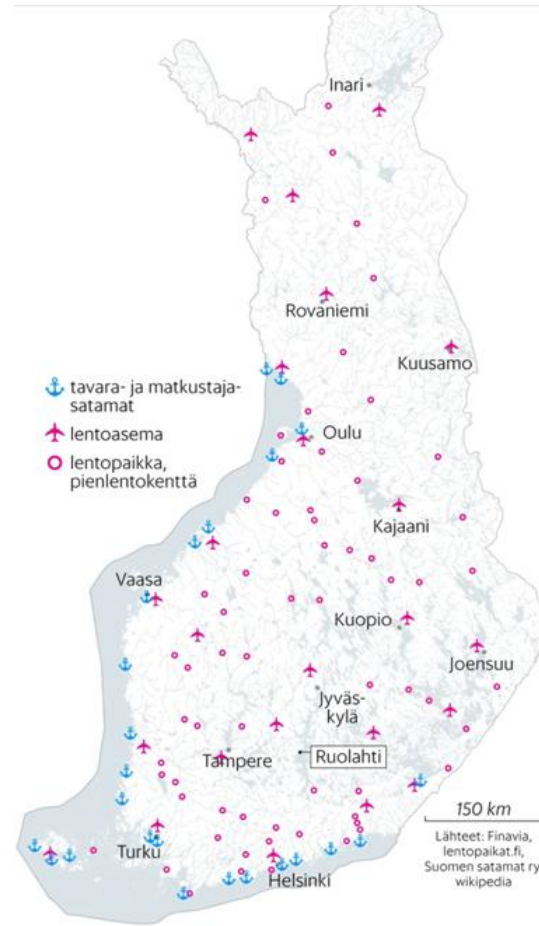 Inari
Rovaniemi
Kuusamo
tavara- ja matkustaja-
satamat
lentoasema
lentopaikka,
pienlentokenttä
Oulu
Kajaani
Vaasa
Kuopio
Joensuu
Jyväs-
kylä
Tampere
Ruolahti
150 km
Turku
Helsinki
Lähteet: Finavia,
lentopaikat.fi,
Suomen satamat ry
wikipedia